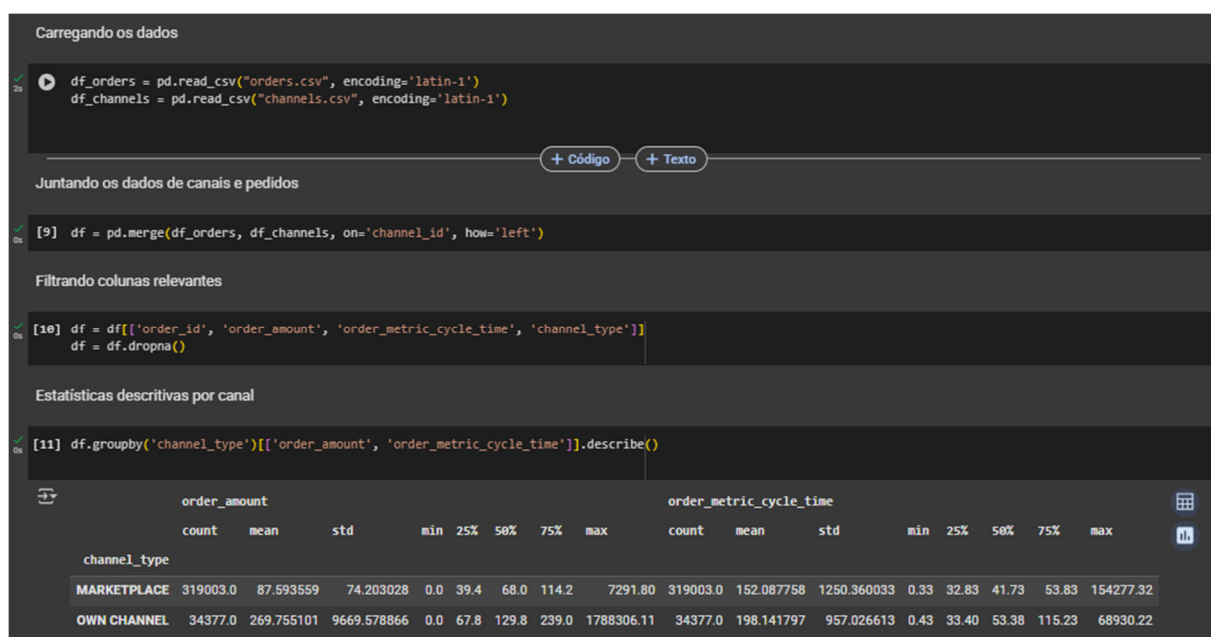 Carregando os dados
2s
df_orders = pd.read_csv("orders.csv", encoding='latin-1')
df_channels = pd.read_csv("channels.csv", encoding='latin-1')
+ Código + Texto
Juntando os dados de canais e pedidos
0s [9] df = pd.merge(df_orders, df_channels, on='channel_id', how='left')
Filtrando colunas relevantes
0s [10] df = df[['order_id', 'order_amount', 'order_metric_cycle_time', 'channel_type']]
df = df.dropna()
Estatísticas descritivas por canal
0s [11] df.groupby('channel_type')[['order_amount', 'order_metric_cycle_time']].describe()
order_amount order_metric_cycle_time
count mean std min 25% 50% 75% max count mean std min 25% 50% 75% max
channel_type
MARKETPLACE 319003.0 87.593559 74.203028 0.0 39.4 68.0 114.2 7291.80 319003.0 152.087758 1250.360033 0.33 32.83 41.73 53.83 154277.32
OWN CHANNEL 34377.0 269.755101 9669.578866 0.0 67.8 129.8 239.0 1788306.11 34377.0 198.141797 957.026613 0.43 33.40 53.38 115.23 68930.22